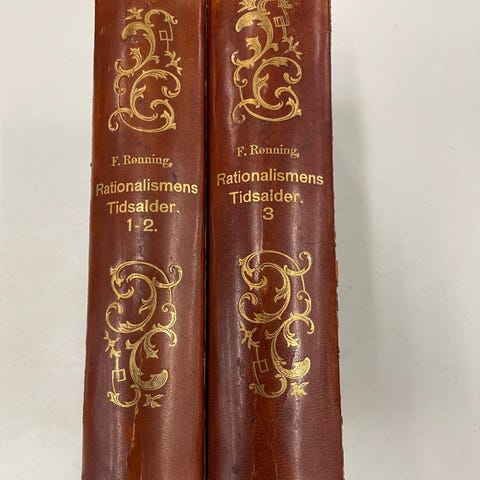 F. Rønning,
Rationalismens
Tidsalder.
1-2.
F. Rønning,
Rationalismens
Tidsalder.
3